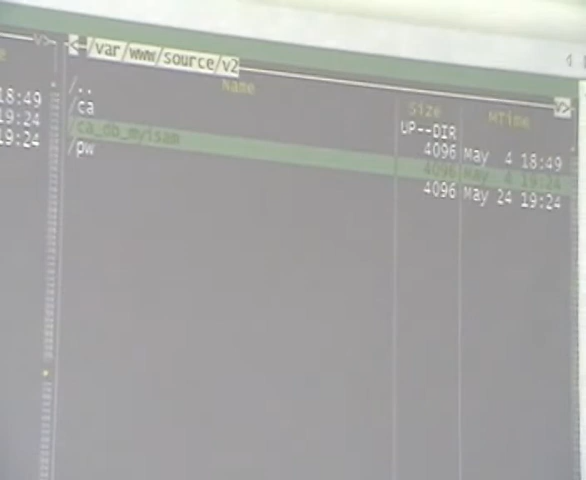 <-/var/www/source/v2
v>
Name Size MTime
/.. UP--DIR
/ca 4096 May 4 18:49
/ca_db_myisam 4096 May 4 19:24
/pw 4096 May 24 19:24
18:49
19:24
19:24